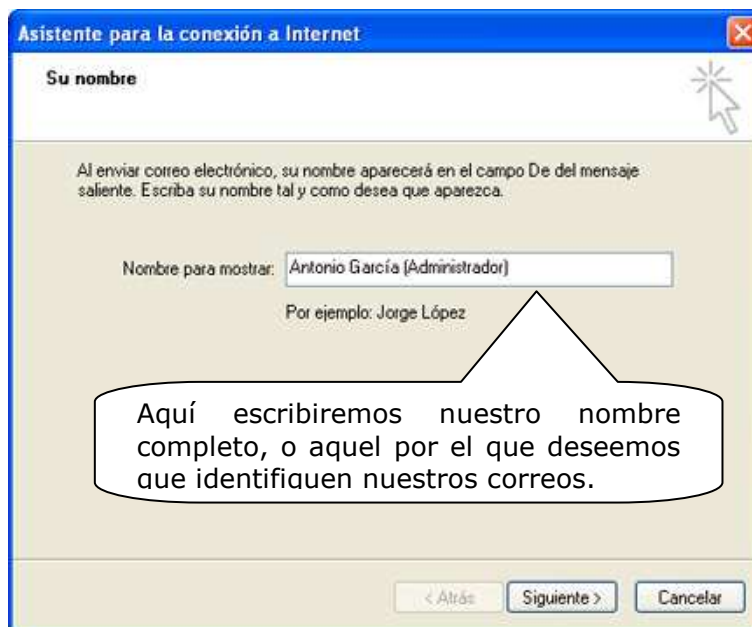 Asistente para la conexión a Internet
Su nombre
Al enviar correo electrónico, su nombre aparecerá en el campo De del mensaje
saliente. Escriba su nombre tal y como desea que aparezca.
Nombre para mostrar: Antonio García (Administrador)
Por ejemplo: Jorge López
Aquí escribiremos nuestro nombre
completo, o aquel por el que deseemos
que identifiquen nuestros correos.
< Atrás Siguiente > Cancelar